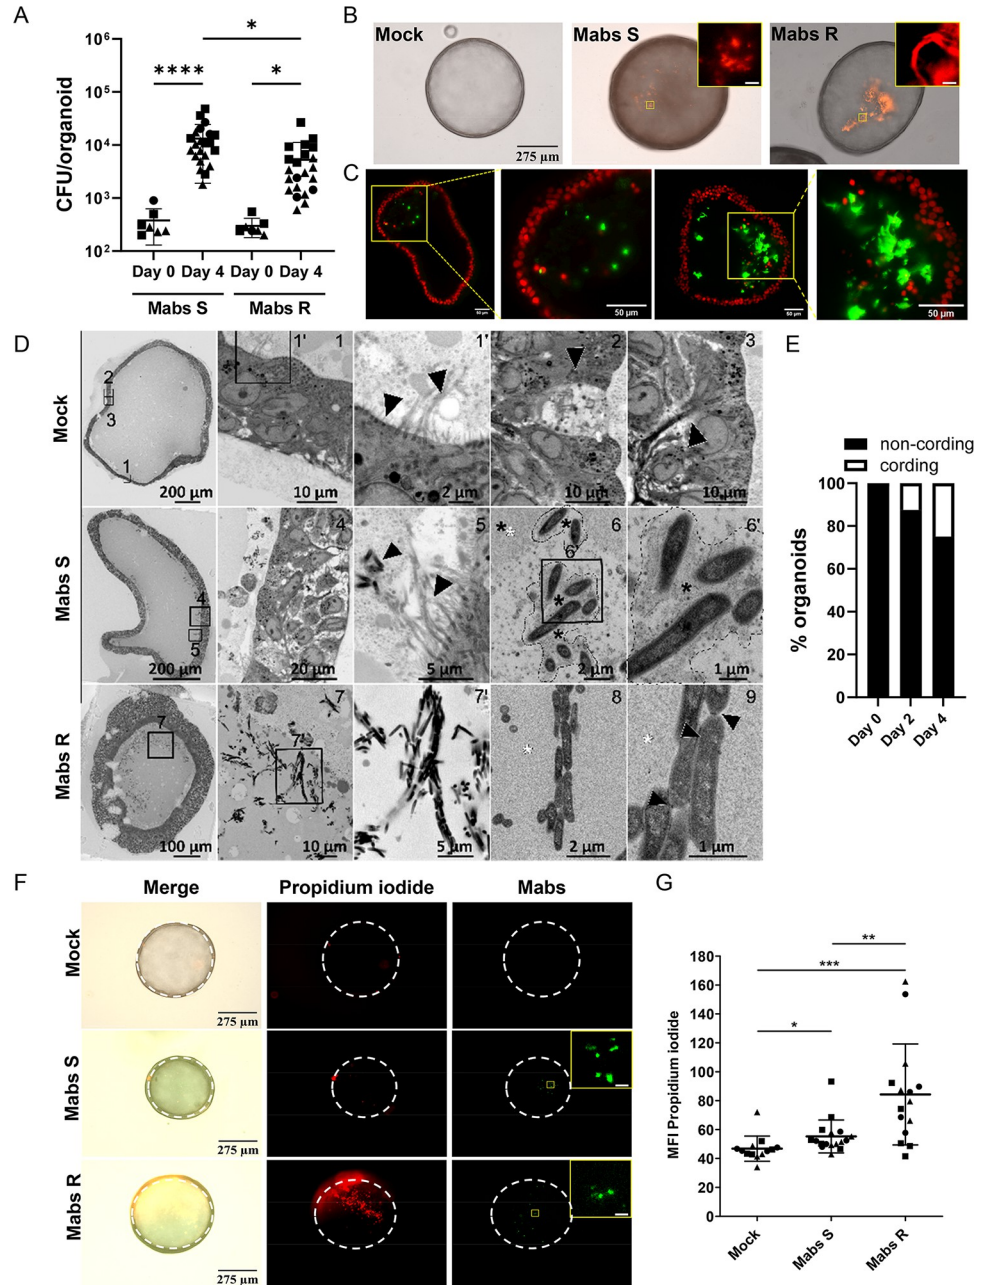 A
CFU/organoid
10⁶
10⁵
10⁴
10³
10²
****
*
*
Day 0 Day 4 Day 0 Day 4
Mabs S Mabs R
B
Mock
275 µm
Mabs S
Mabs R
C
50 µm
50 µm
50 µm
50 µm
D
Mock
2
3
1
200 µm
1' 1
10 µm
1'
2 µm
2
10 µm
3
10 µm
Mabs S
4
5
200 µm
4
20 µm
5
5 µm
* * * 6
6'
*
*
2 µm
6'
*
1 µm
Mabs R
7
100 µm
7
7'
10 µm
7'
5 µm
8
*
2 µm
9
*
1 µm
E
non-cording
cording
% organoids
100
80
60
40
20
0
Day 0
Day 2
Day 4
F
Merge Propidium iodide Mabs
Mock
275 µm
Mabs S
275 µm
Mabs R
275 µm
G
MFI Propidium iodide
180
160
140
120
100
80
60
40
20
0
**
***
*
Mock
Mabs S
Mabs R